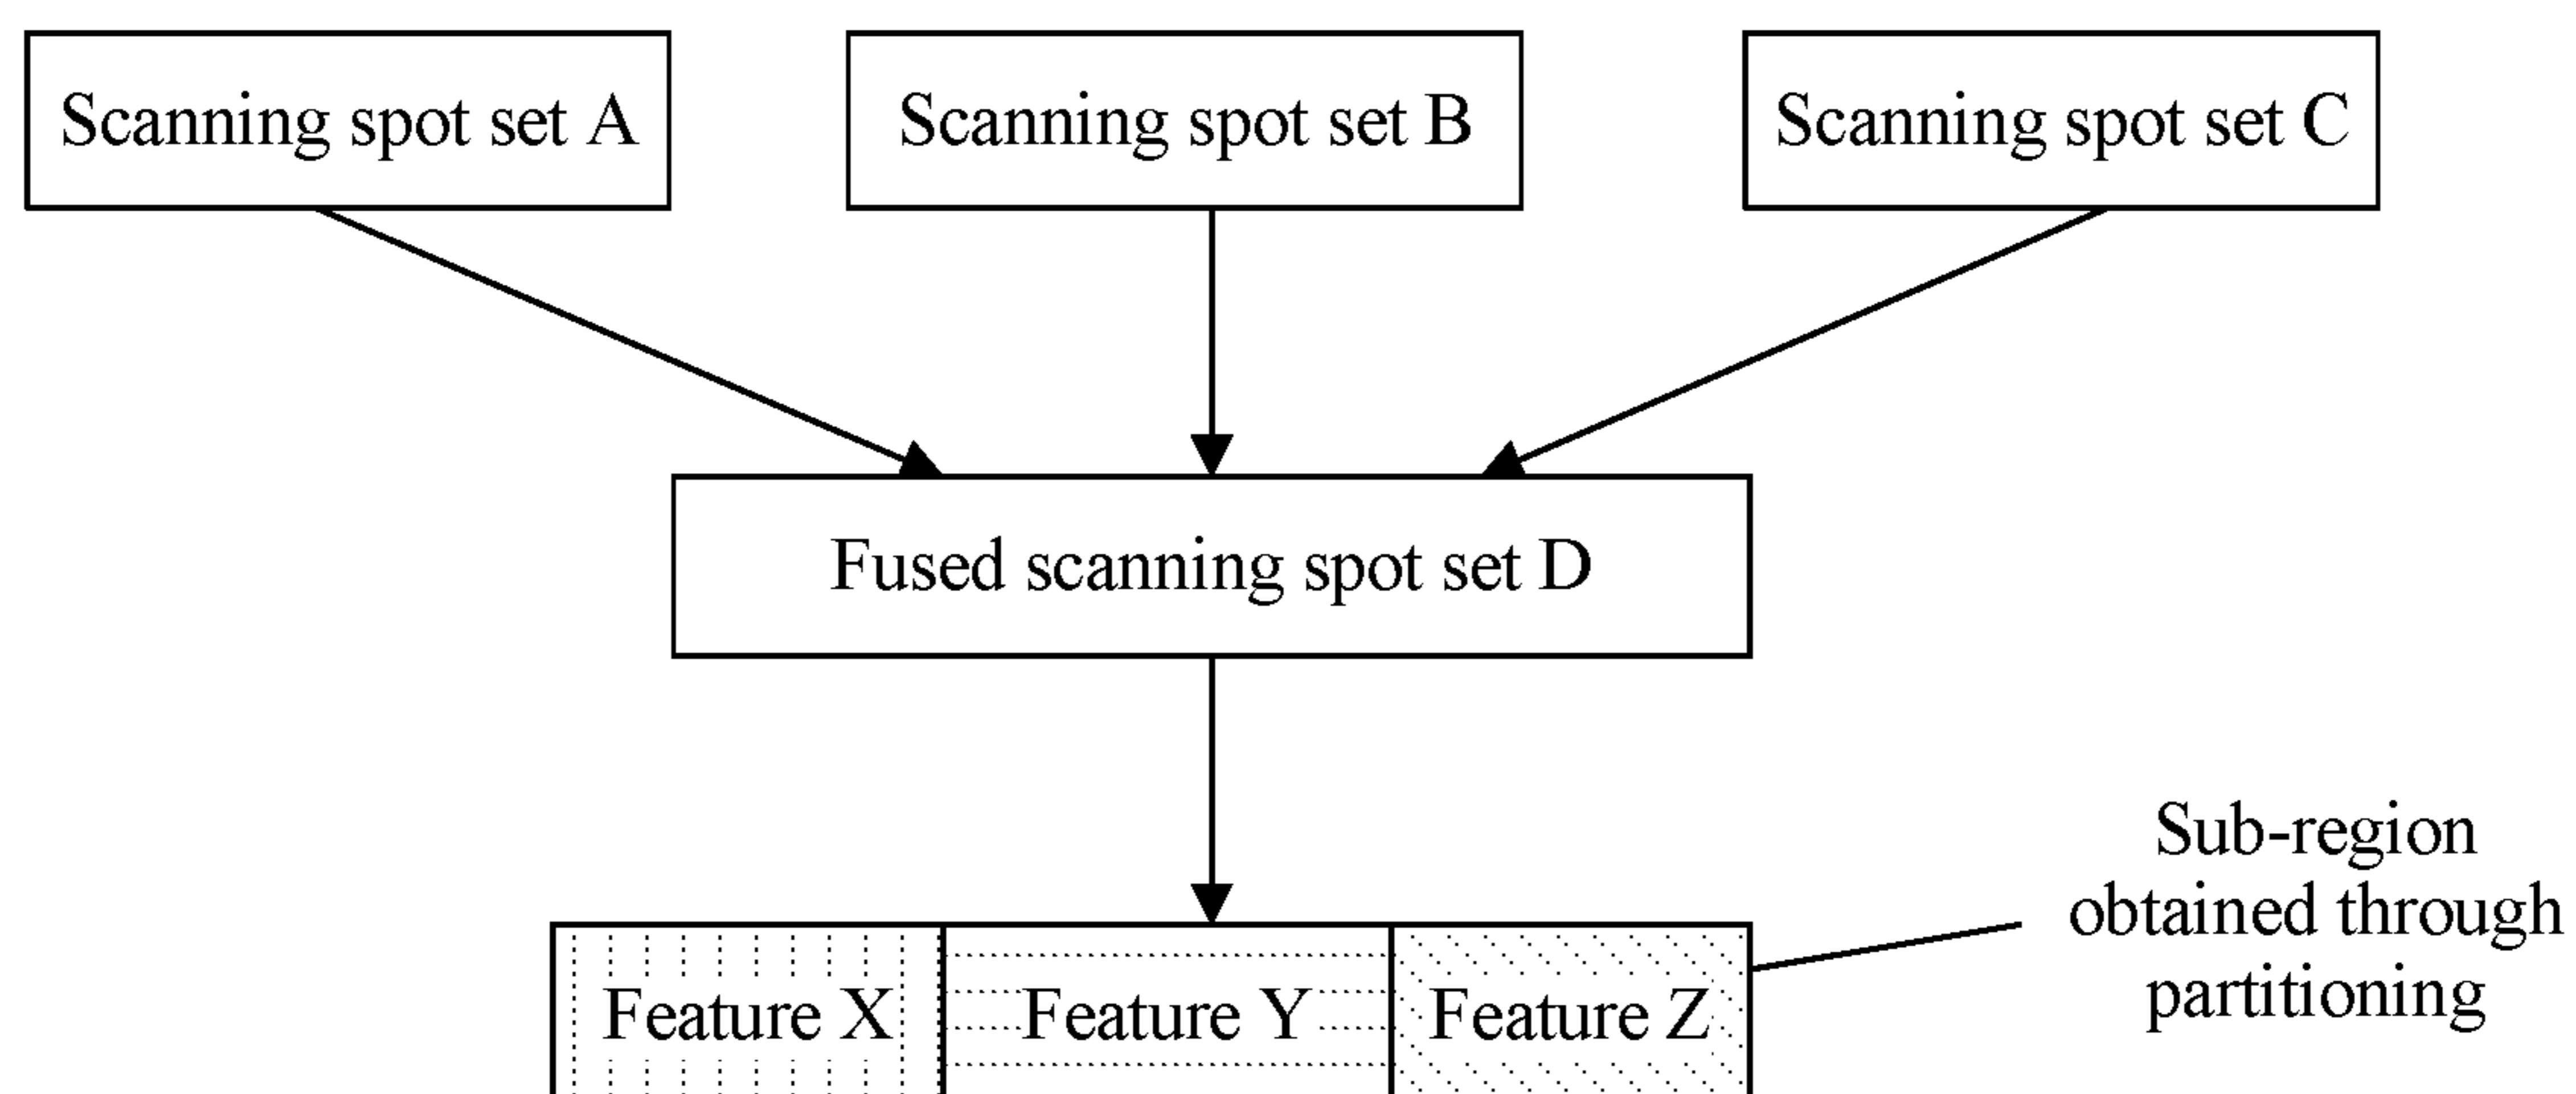 Scanning spot set A
Scanning spot set B
Scanning spot set C
Fused scanning spot set D
Sub-region
obtained through
partitioning
Feature X
Feature Y
Feature Z